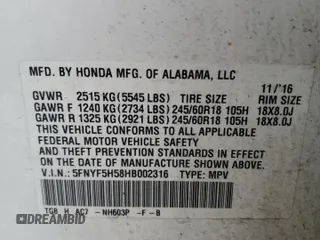 MFD. BY HONDA MFG. OF ALABAMA, LLC 11/'16
GVWR 2515 KG (5545 LBS) TIRE SIZE RIM SIZE
GAWR F 1240 KG (2734 LBS) 245/60R18 105H 18X8.0J
GAWR R 1325 KG (2921 LBS) 245/60R18 105H 18X8.0J
THIS VEHICLE CONFORMS TO ALL APPLICABLE
FEDERAL MOTOR VEHICLE SAFETY STANDARDS IN EFFECT
ON THE DATE OF MANUFACTURE SHOWN ABOVE.
V.I.N.: 5FNYF5H58HB002316 TYPE: MPV
TG8 H AC7 -NH603P -F -B
DREAMBID